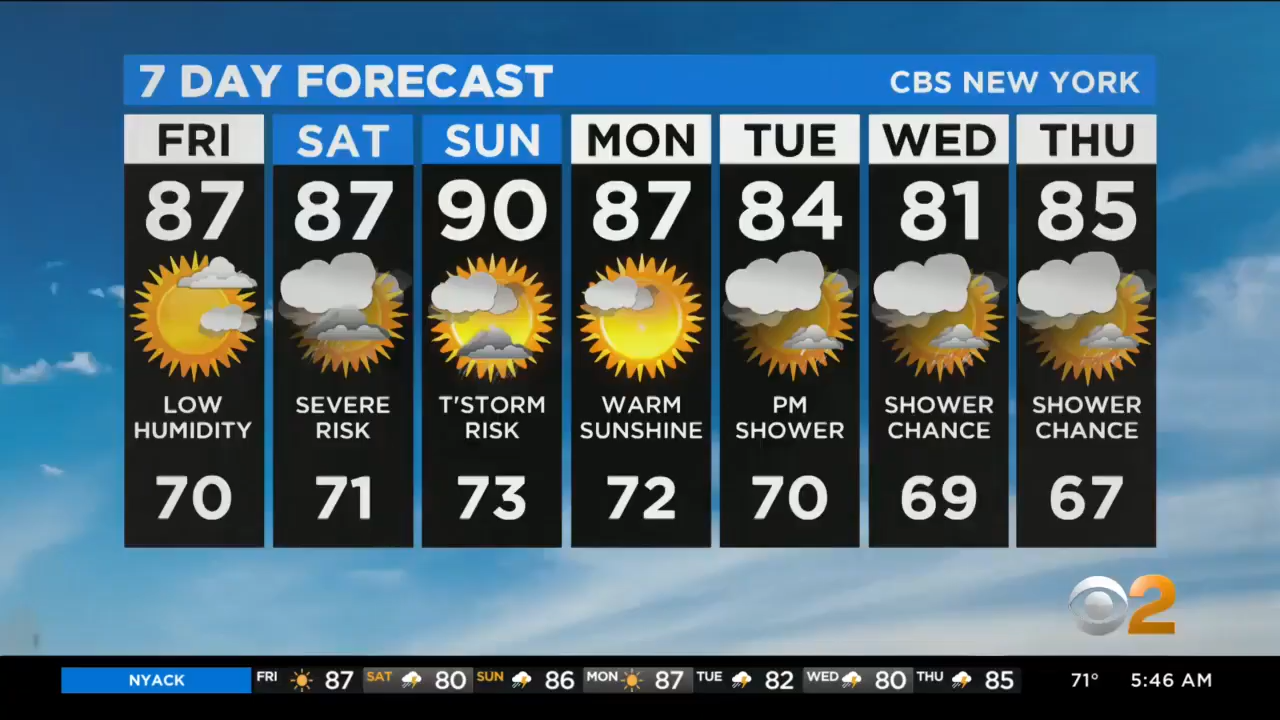 7 DAY FORECAST CBS NEW YORK
FRI SAT SUN MON TUE WED THU
87 87 90 87 84 81 85
LOW SEVERE T'STORM WARM PM SHOWER SHOWER
HUMIDITY RISK RISK SUNSHINE SHOWER CHANCE CHANCE
70 71 73 72 70 69 67
2
NYACK FRI 87 SAT 80 SUN 86 MON 87 TUE 82 WED 80 THU 85 71° 5:46 AM